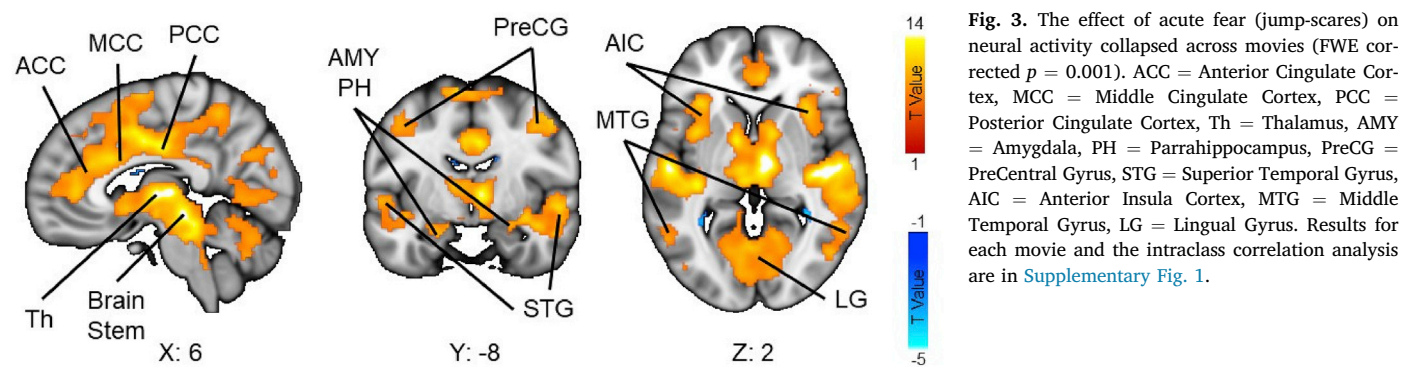 ACC
MCC
PCC
Th
Brain
Stem
X: 6
AMY
PH
PreCG
STG
Y: -8
AIC
MTG
LG
Z: 2
14
T Value
1
-1
T Value
-5
Fig. 3. The effect of acute fear (jump-scares) on
neural activity collapsed across movies (FWE cor-
rected p = 0.001). ACC = Anterior Cingulate Cor-
tex, MCC = Middle Cingulate Cortex, PCC =
Posterior Cingulate Cortex, Th = Thalamus, AMY
= Amygdala, PH = Parrahippocampus, PreCG =
PreCentral Gyrus, STG = Superior Temporal Gyrus,
AIC = Anterior Insula Cortex, MTG = Middle
Temporal Gyrus, LG = Lingual Gyrus. Results for
each movie and the intraclass correlation analysis
are in Supplementary Fig. 1.